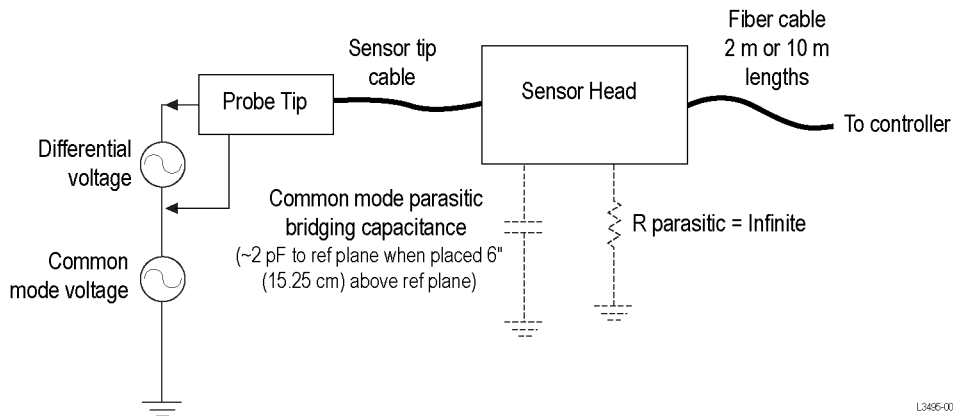 Fiber cable
2 m or 10 m
lengths
Sensor tip
cable
Probe Tip
Sensor Head
To controller
Differential
voltage
Common mode parasitic
bridging capacitance
(~2 pF to ref plane when placed 6"
(15.25 cm) above ref plane)
R parasitic = Infinite
Common
mode voltage
L3495-00